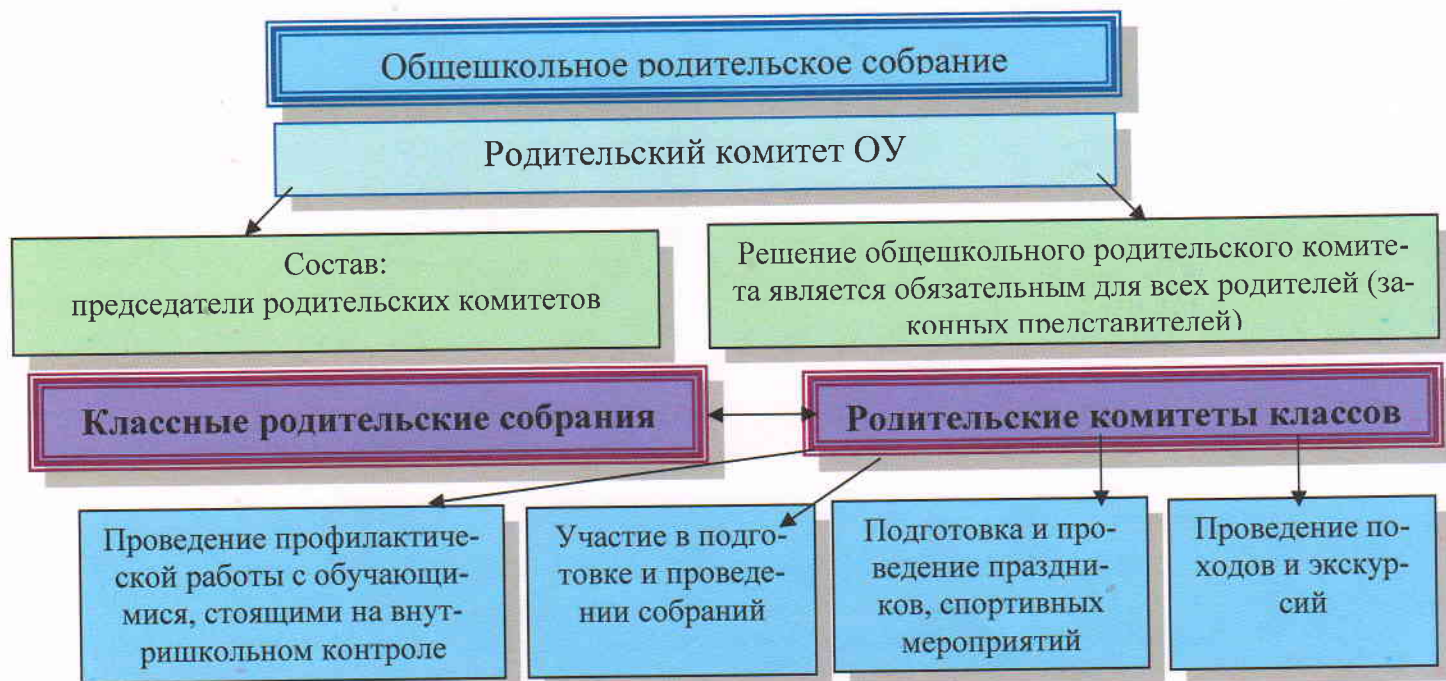 Общешкольное родительское собрание
Родительский комитет ОУ
Состав:
председатели родительских комитетов
Решение общешкольного родительского комите-
та является обязательным для всех родителей (за-
конных представителей)
Классные родительские собрания
Родительские комитеты классов
Проведение профилактиче-
ской работы с обучающи-
мися, стоящими на внут-
ришкольном контроле
Участие в подго-
товке и проведе-
нии собраний
Подготовка и про-
ведение праздни-
ков, спортивных
мероприятий
Проведение по-
ходов и экскур-
сий